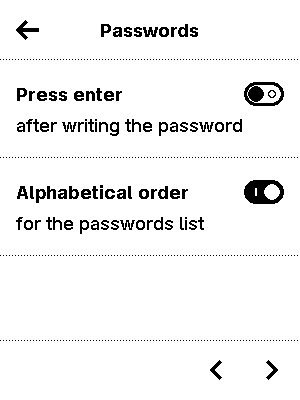 Passwords
Press enter
after writing the password
Alphabetical order
for the passwords list